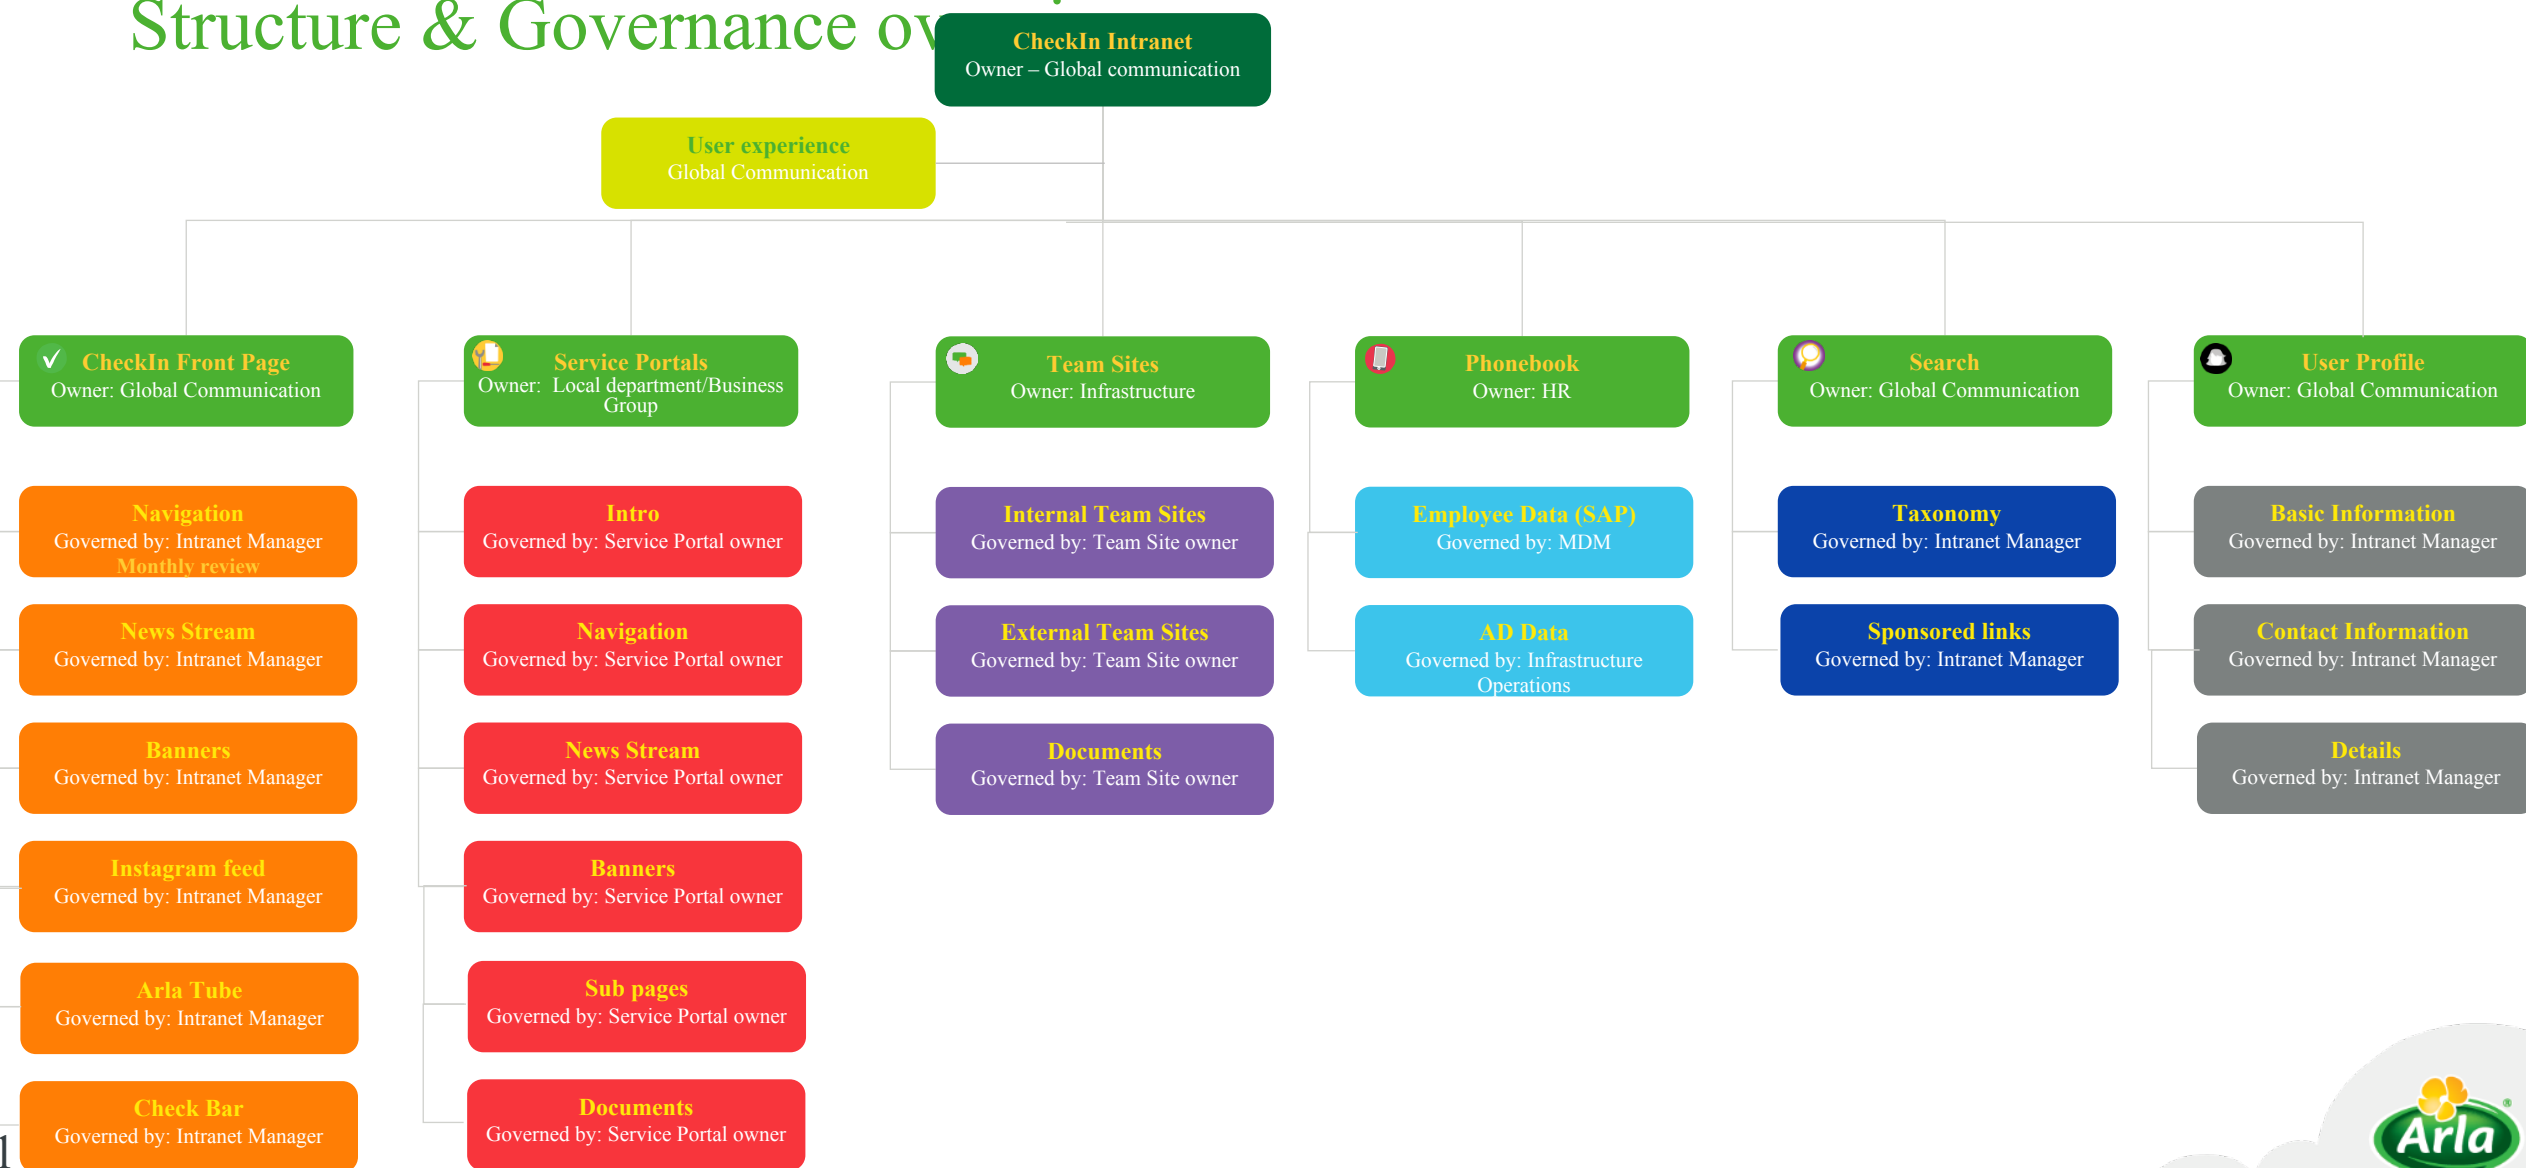 Structure & Governance ov
CheckIn Intranet
Owner – Global communication
User experience
Global Communication
CheckIn Front Page
Owner: Global Communication
Navigation
Governed by: Intranet Manager
Monthly review
News Stream
Governed by: Intranet Manager
Banners
Governed by: Intranet Manager
Instagram feed
Governed by: Intranet Manager
Arla Tube
Governed by: Intranet Manager
Check Bar
Governed by: Intranet Manager
Service Portals
Owner: Local department/Business
Group
Intro
Governed by: Service Portal owner
Navigation
Governed by: Service Portal owner
News Stream
Governed by: Service Portal owner
Banners
Governed by: Service Portal owner
Sub pages
Governed by: Service Portal owner
Documents
Governed by: Service Portal owner
Team Sites
Owner: Infrastructure
Internal Team Sites
Governed by: Team Site owner
External Team Sites
Governed by: Team Site owner
Documents
Governed by: Team Site owner
Phonebook
Owner: HR
Employee Data (SAP)
Governed by: MDM
AD Data
Governed by: Infrastructure
Operations
Search
Owner: Global Communication
Taxonomy
Governed by: Intranet Manager
Sponsored links
Governed by: Intranet Manager
User Profile
Owner: Global Communication
Basic Information
Governed by: Intranet Manager
Contact Information
Governed by: Intranet Manager
Details
Governed by: Intranet Manager
1
Arla®